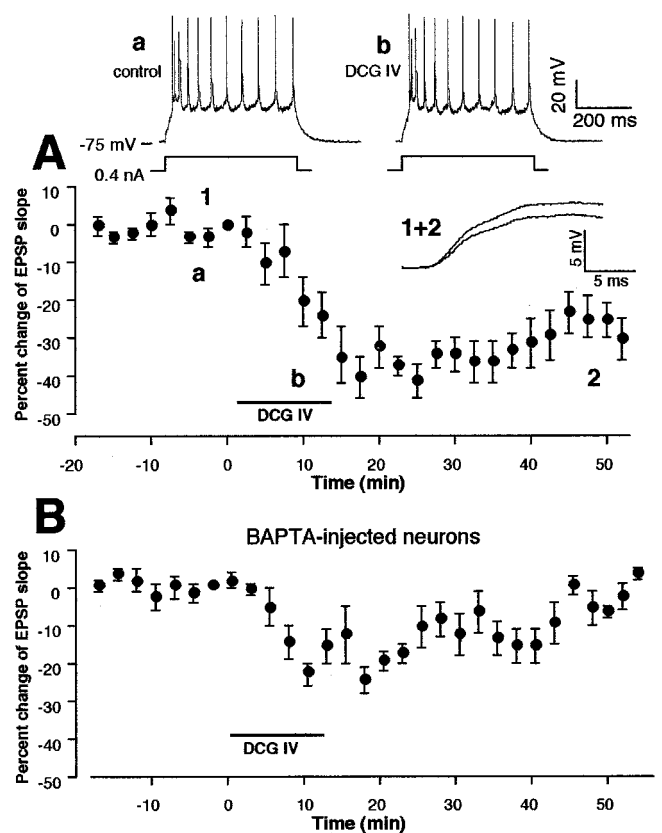 a
control
b
DCG IV
20 mV
200 ms
-75 mV
0.4 nA
A
Percent change of EPSP slope
10
0
-10
-20
-30
-40
-50
1
a
b
DCG IV
2
1+2
5 mV
5 ms
-20
-10
0
10
20
30
40
50
Time (min)
B
BAPTA-injected neurons
Percent change of EPSP slope
10
0
-10
-20
-30
-40
-50
DCG IV
-10
0
10
20
30
40
50
Time (min)